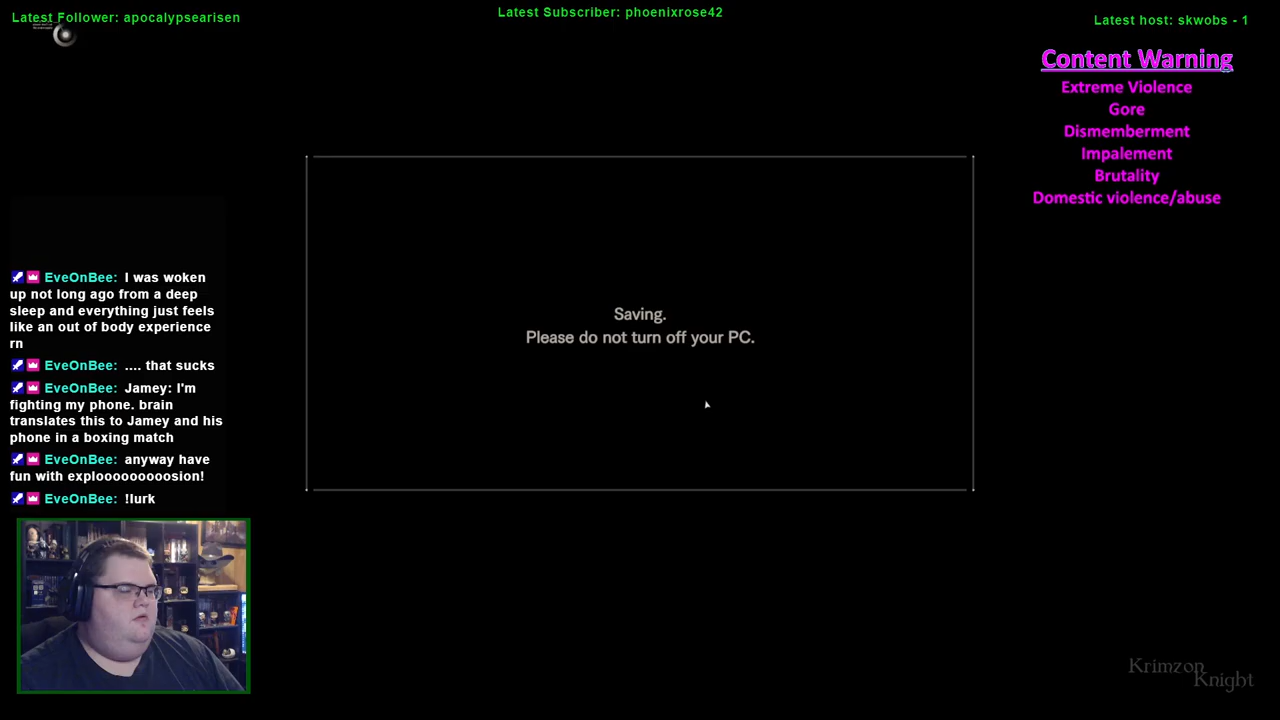 Latest Follower: apocalypsearisen
Latest Subscriber: phoenixrose42
Latest host: skwobs - 1
Content Warning
Extreme Violence
Gore
Dismemberment
Impalement
Brutality
Domestic violence/abuse
Saving.
Please do not turn off your PC.
EveOnBee: I was woken
up not long ago from a deep
sleep and everything just feels
like an out of body experience
rn
EveOnBee: .... that sucks
EveOnBee: Jamey: I'm
fighting my phone. brain
translates this to Jamey and his
phone in a boxing match
EveOnBee: anyway have
fun with explooooooooosion!
EveOnBee: !lurk
Krimzon
Knight